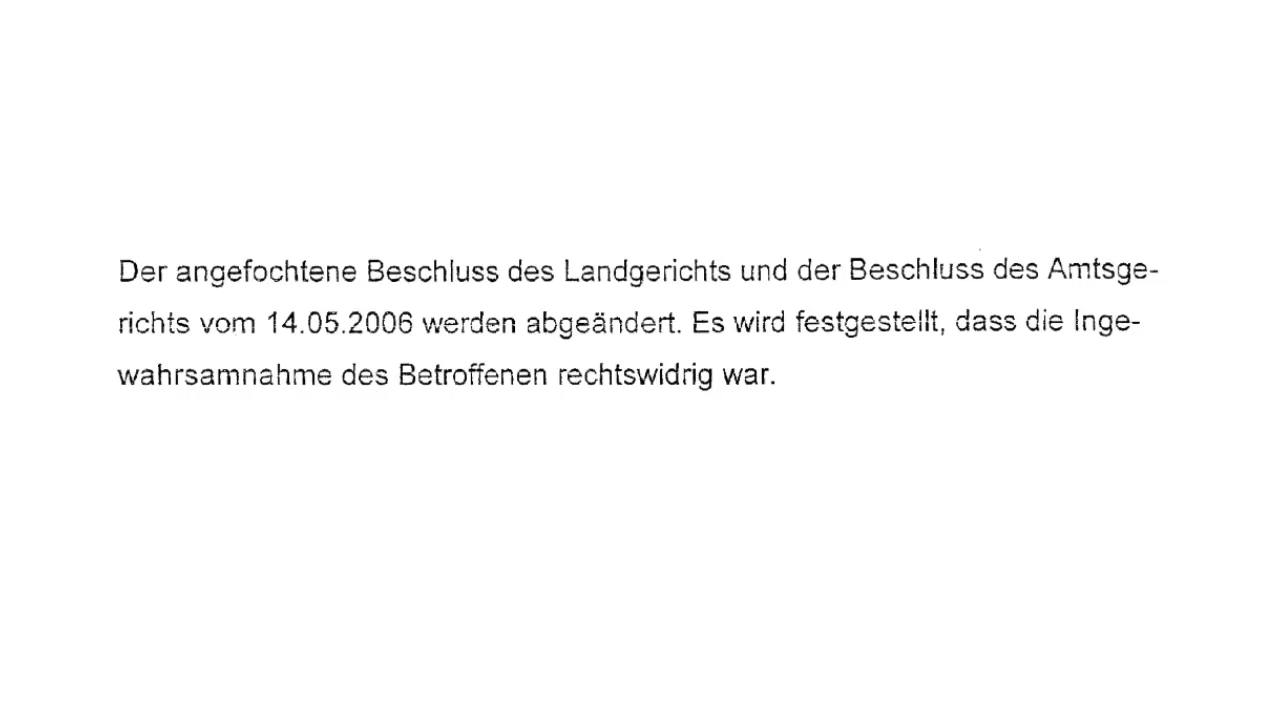 Der angefochtene Beschluss des Landgerichts und der Beschluss des Amtsge-
richts vom 14.05.2006 werden abgeändert. Es wird festgestellt, dass die Inge-
wahrsamnahme des Betroffenen rechtswidrig war.